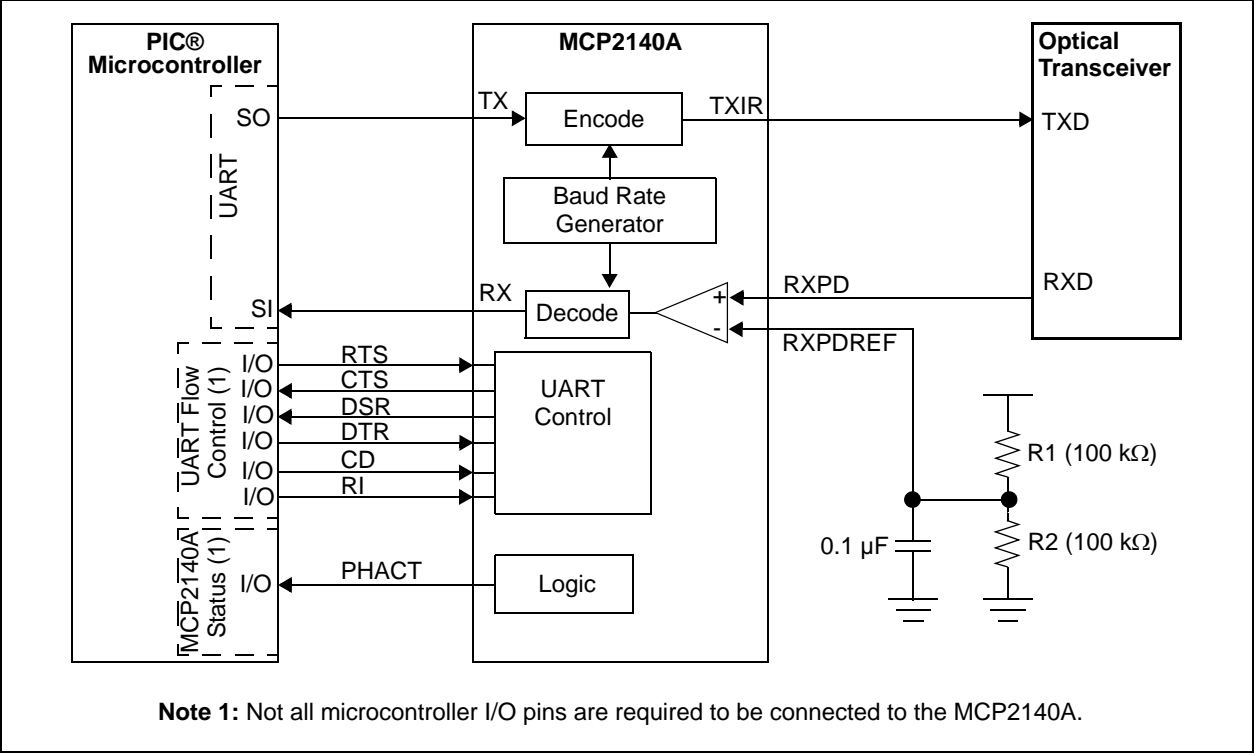 PIC®
Microcontroller
MCP2140A
Optical
Transceiver
UART
SO
TX
Encode
TXIR
TXD
Baud Rate
Generator
SI
RX
Decode
+
-
RXPD
RXPDREF
RXD
UART Flow
Control (1)
I/O
RTS
I/O
CTS
I/O
DSR
I/O
DTR
I/O
CD
I/O
RI
UART
Control
R1 (100 kΩ)
0.1 µF
R2 (100 kΩ)
MCP2140A
Status (1)
I/O
PHACT
Logic
Note 1: Not all microcontroller I/O pins are required to be connected to the MCP2140A.